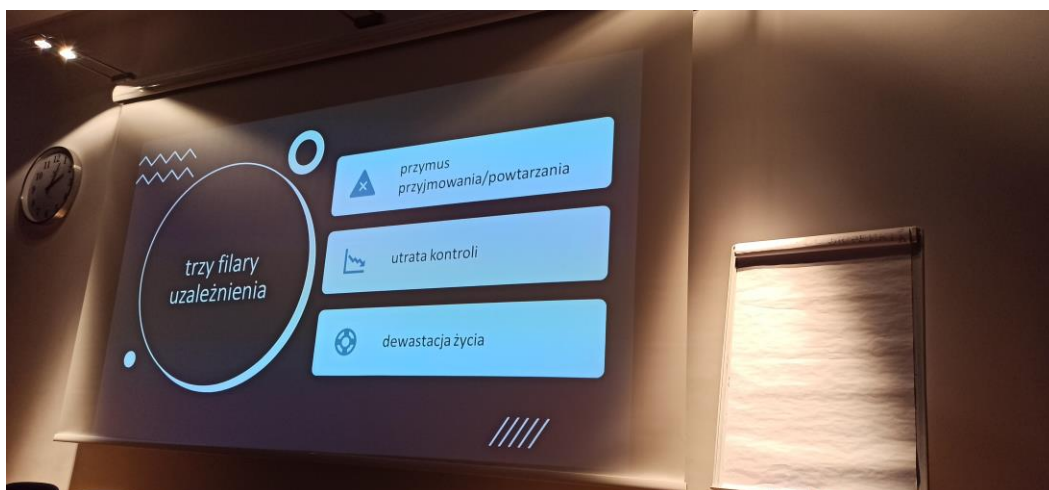 trzy filary
uzależnienia
przymus
przyjmowania/powtarzania
utrata kontroli
dewastacja życia